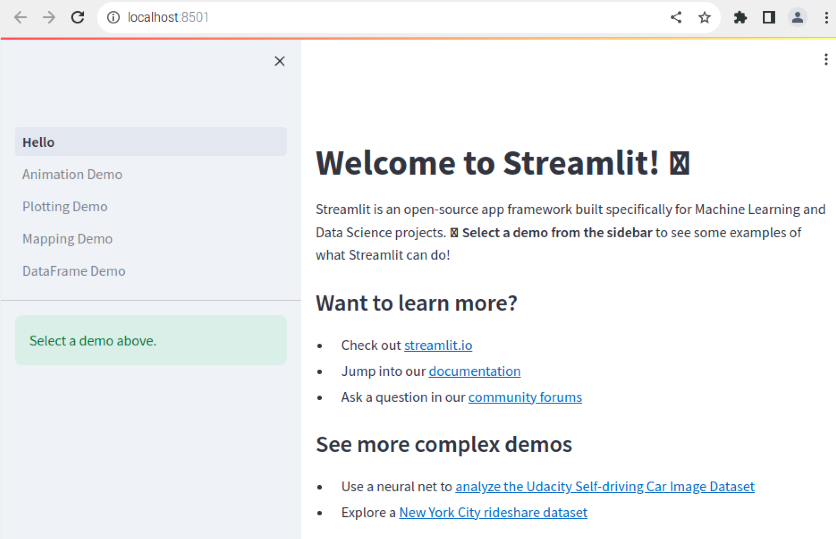 localhost:8501
Hello
Animation Demo
Plotting Demo
Mapping Demo
DataFrame Demo
Select a demo above.
Welcome to Streamlit!
Streamlit is an open-source app framework built specifically for Machine Learning and
Data Science projects. Select a demo from the sidebar to see some examples of
what Streamlit can do!
Want to learn more?
• Check out streamlit.io
• Jump into our documentation
• Ask a question in our community forums
See more complex demos
• Use a neural net to analyze the Udacity Self-driving Car Image Dataset
• Explore a New York City rideshare dataset